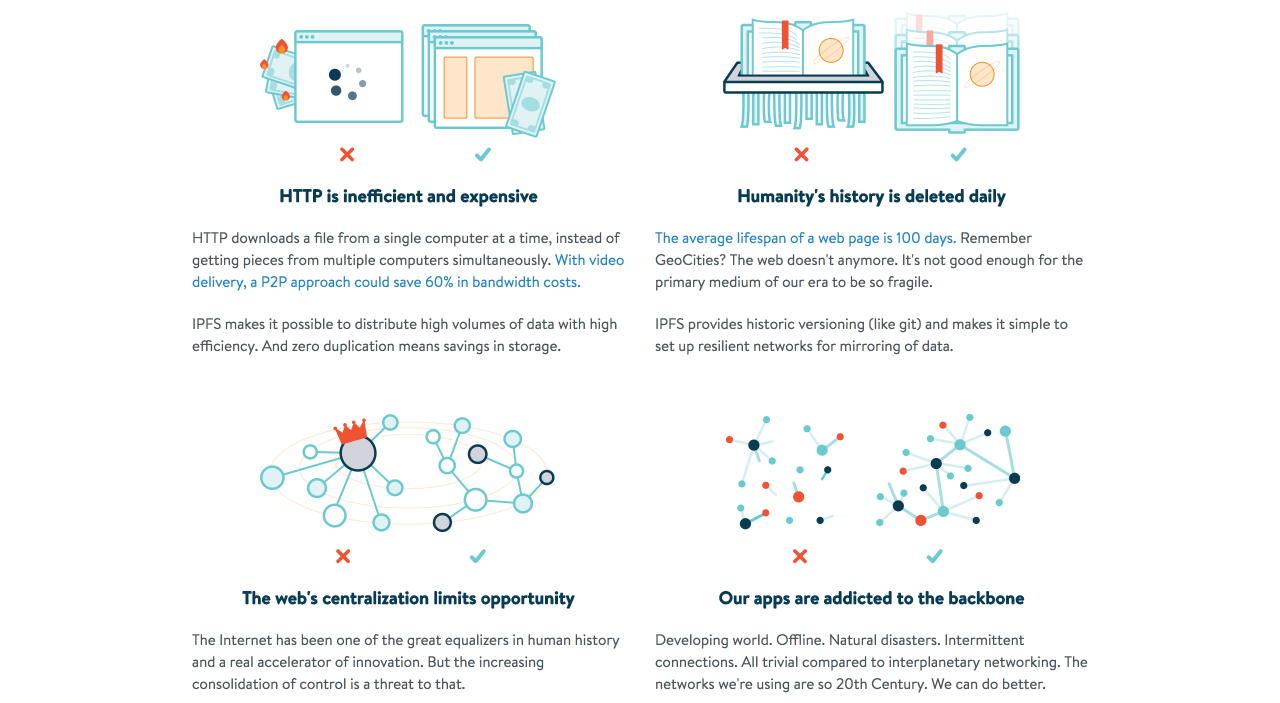 HTTP is inefficient and expensive
HTTP downloads a file from a single computer at a time, instead of
getting pieces from multiple computers simultaneously. With video
delivery, a P2P approach could save 60% in bandwidth costs.
IPFS makes it possible to distribute high volumes of data with high
efficiency. And zero duplication means savings in storage.
Humanity's history is deleted daily
The average lifespan of a web page is 100 days. Remember
GeoCities? The web doesn't anymore. It's not good enough for the
primary medium of our era to be so fragile.
IPFS provides historic versioning (like git) and makes it simple to
set up resilient networks for mirroring of data.
The web's centralization limits opportunity
The Internet has been one of the great equalizers in human history
and a real accelerator of innovation. But the increasing
consolidation of control is a threat to that.
Our apps are addicted to the backbone
Developing world. Offline. Natural disasters. Intermittent
connections. All trivial compared to interplanetary networking. The
networks we're using are so 20th Century. We can do better.